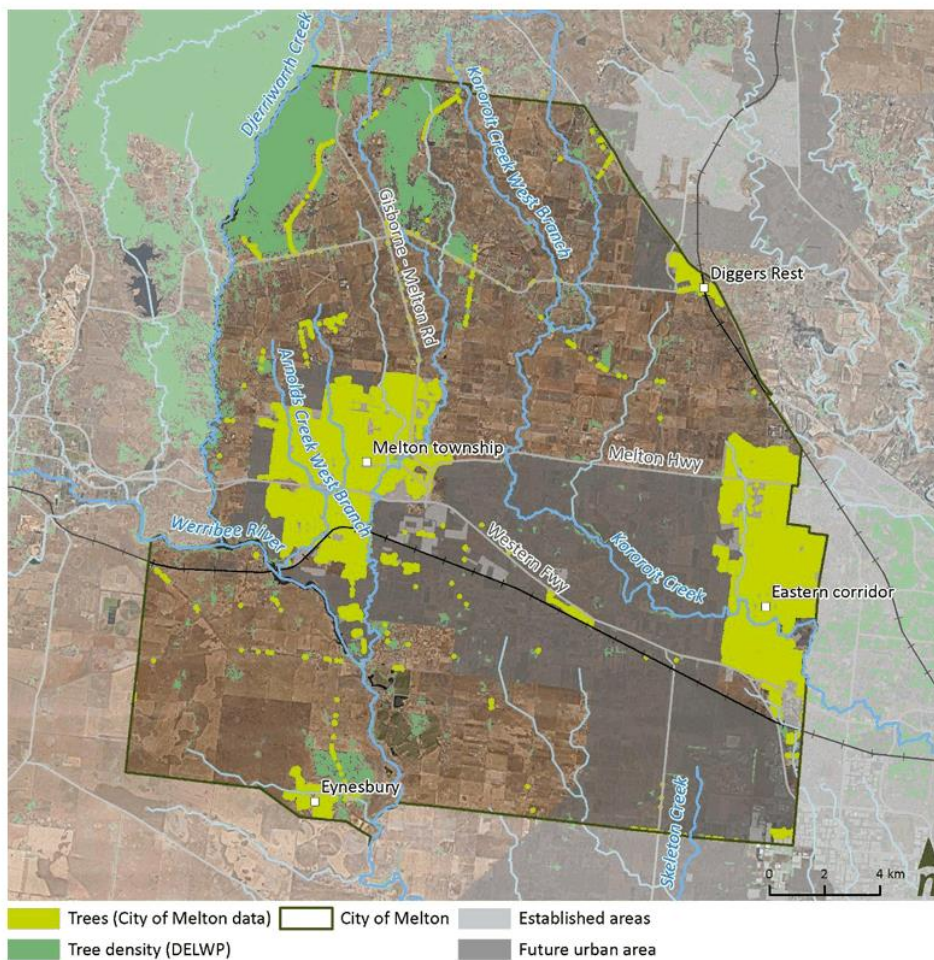 Djerriwarrh Creek
Kororoit Creek West Branch
Gisborne - Melton Rd
Diggers Rest
Arnolds Creek West Branch
Melton township
Melton Hwy
Werribee River
Western Fwy
Kororoit Creek
Eastern corridor
Eynesbury
Skeleton Creek
n
0 2 4 km
Trees (City of Melton data)
City of Melton
Established areas
Tree density (DELWP)
Future urban area